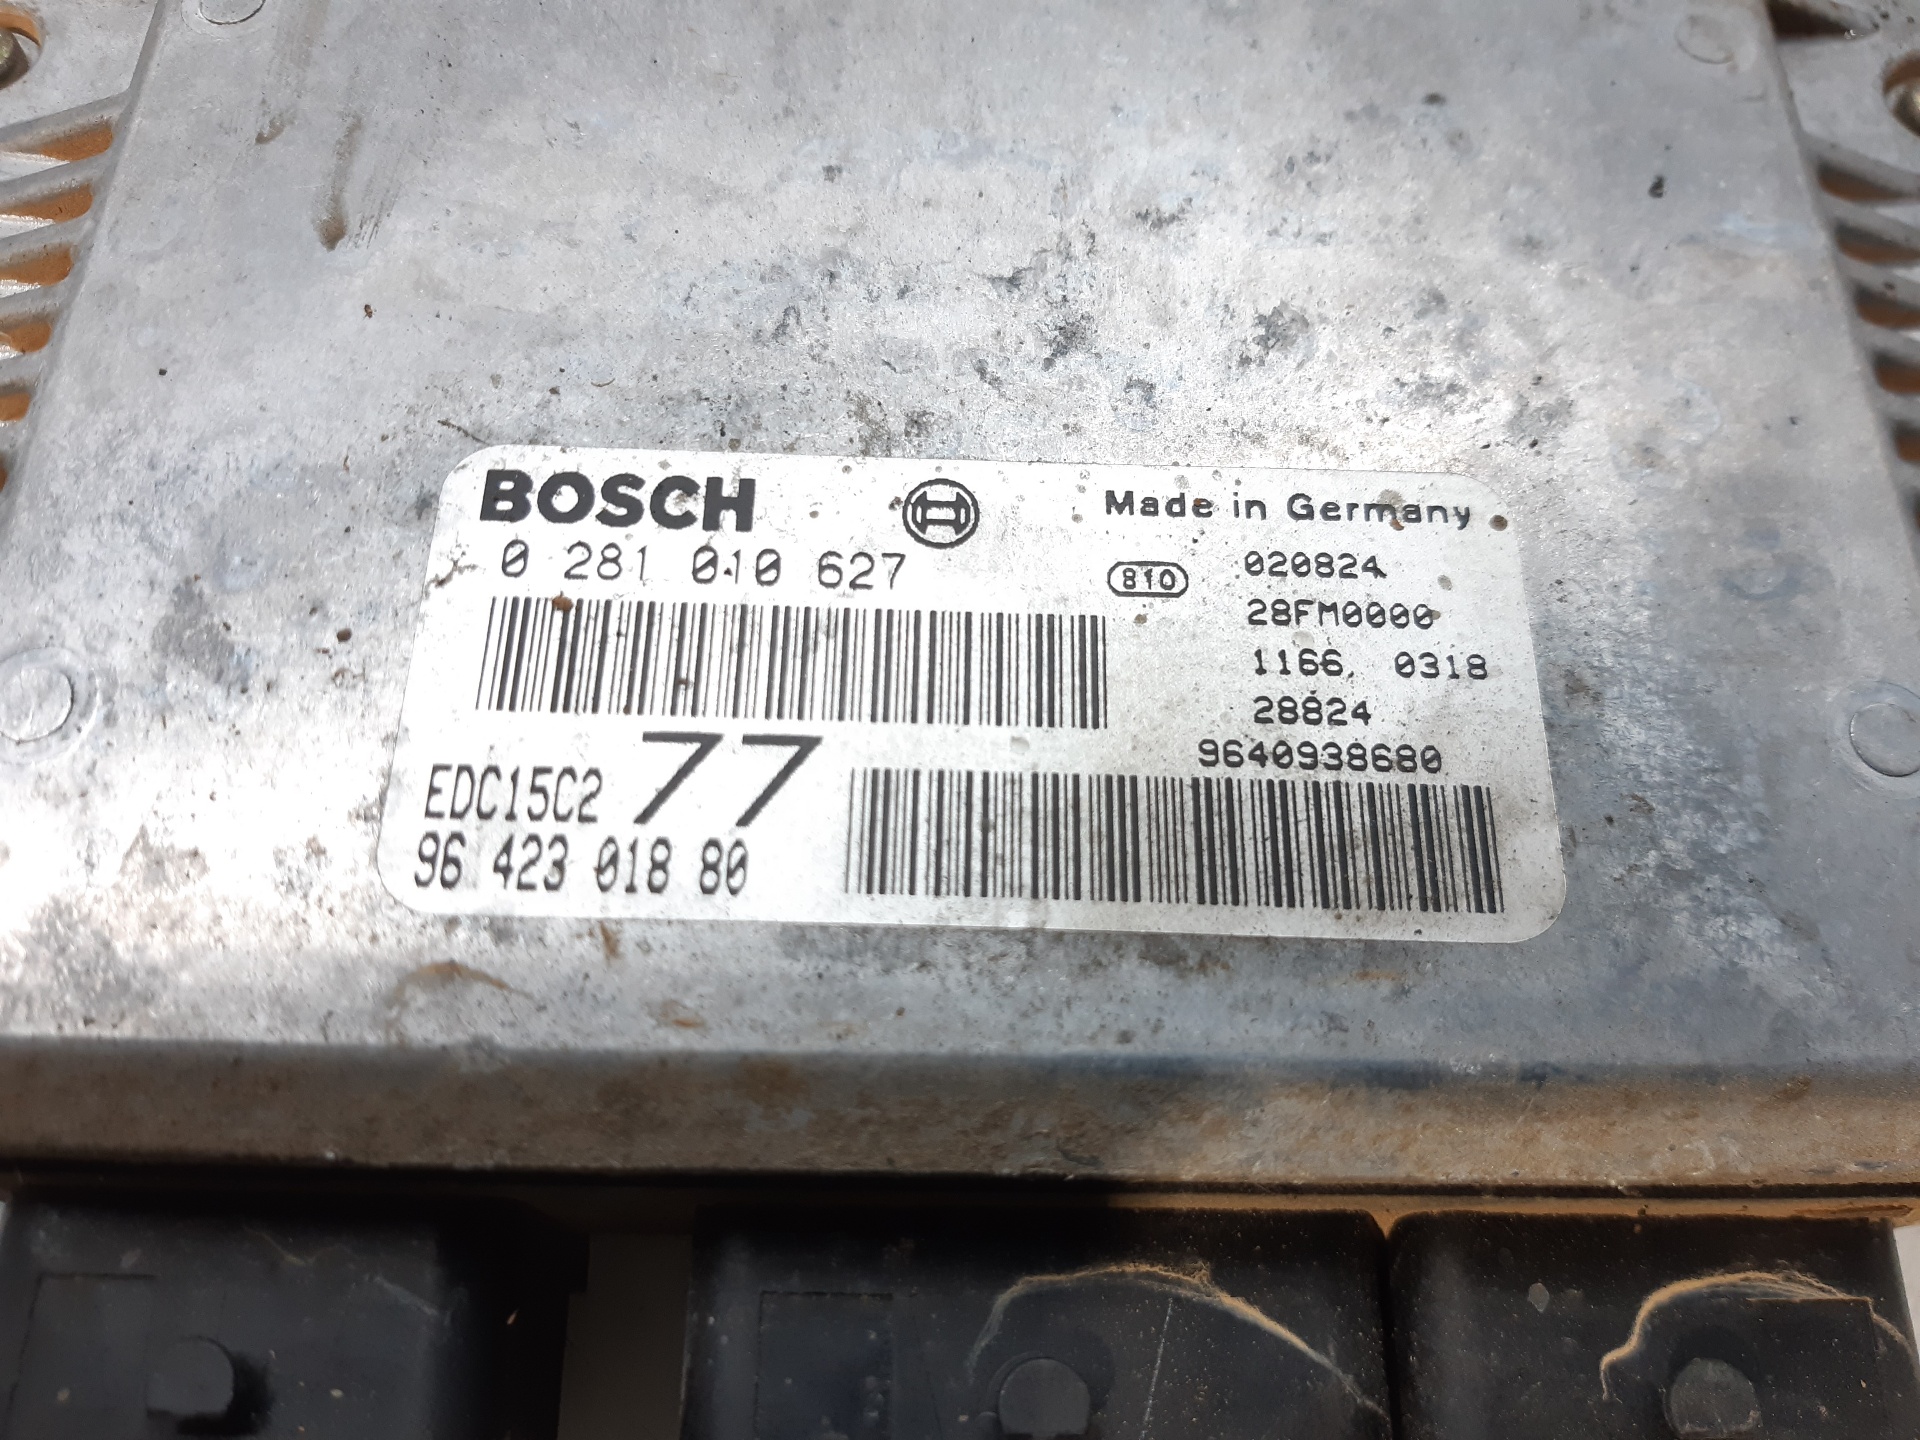 BOSCH
Made in Germany
0 281 010 627
810 020824
28FM0000
1166. 0318
28824
9640938680
EDC15C2 77
96 423 018 80